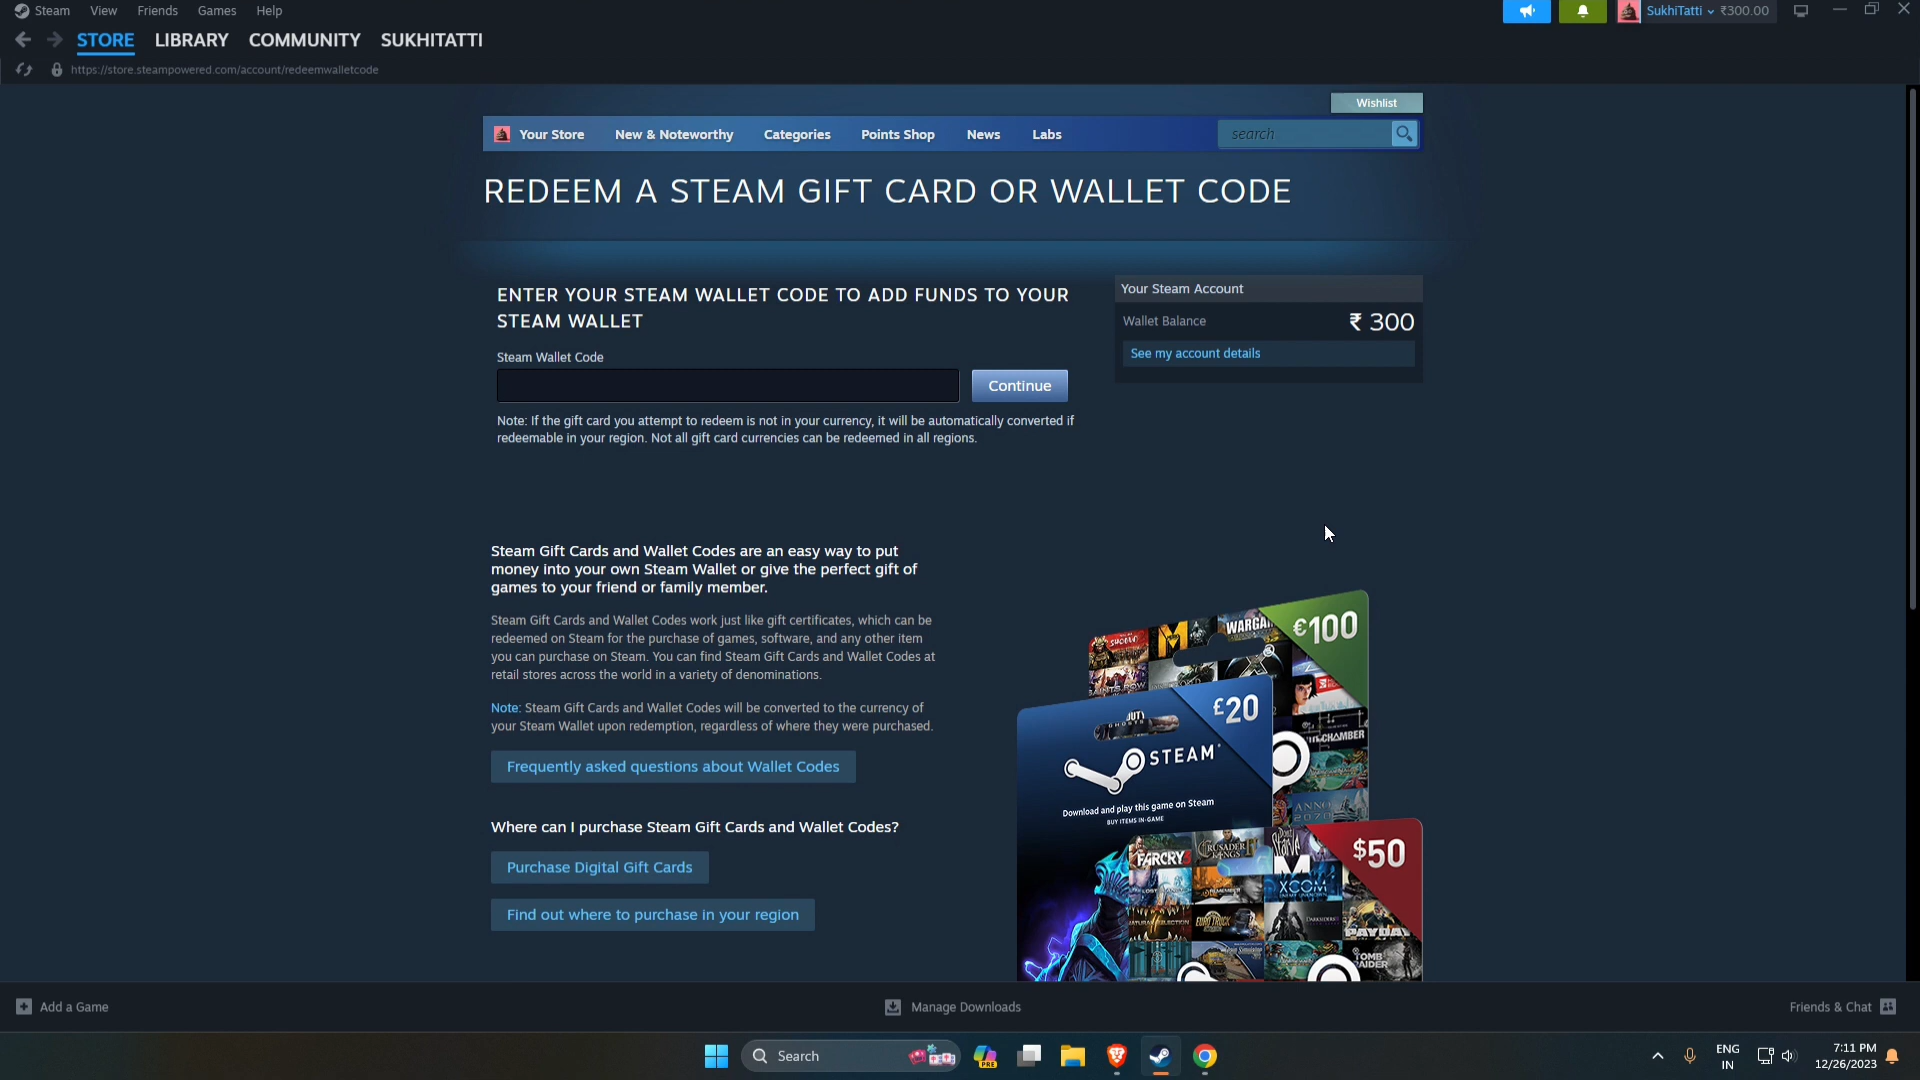 Steam View Friends Games Help
SukhiTatti ₹300.00
STORE LIBRARY COMMUNITY SUKHITATTI
https://store.steampowered.com/account/redeemwalletcode
Wishlist
Your Store New & Noteworthy Categories Points Shop News Labs search
REDEEM A STEAM GIFT CARD OR WALLET CODE
ENTER YOUR STEAM WALLET CODE TO ADD FUNDS TO YOUR
STEAM WALLET
Steam Wallet Code
Continue
Note: If the gift card you attempt to redeem is not in your currency, it will be automatically converted if
redeemable in your region. Not all gift card currencies can be redeemed in all regions.
Your Steam Account
Wallet Balance ₹ 300
See my account details
Steam Gift Cards and Wallet Codes are an easy way to put
money into your own Steam Wallet or give the perfect gift of
games to your friend or family member.
Steam Gift Cards and Wallet Codes work just like gift certificates, which can be
redeemed on Steam for the purchase of games, software, and any other item
you can purchase on Steam. You can find Steam Gift Cards and Wallet Codes at
retail stores across the world in a variety of denominations.
Note: Steam Gift Cards and Wallet Codes will be converted to the currency of
your Steam Wallet upon redemption, regardless of where they were purchased.
Frequently asked questions about Wallet Codes
Where can I purchase Steam Gift Cards and Wallet Codes?
Purchase Digital Gift Cards
Find out where to purchase in your region
€100
£20
STEAM
Download and play this game on Steam
BUY ITEMS IN-GAME
ANNO
2070
$50
FARCRY
CRUSADER
KINGS
XCOM
EURO TRUCK
PAYDAY
TOMB
RAIDER
Add a Game
Manage Downloads
Friends & Chat
Search
PRE
ENG
IN
7:11 PM
12/26/2023